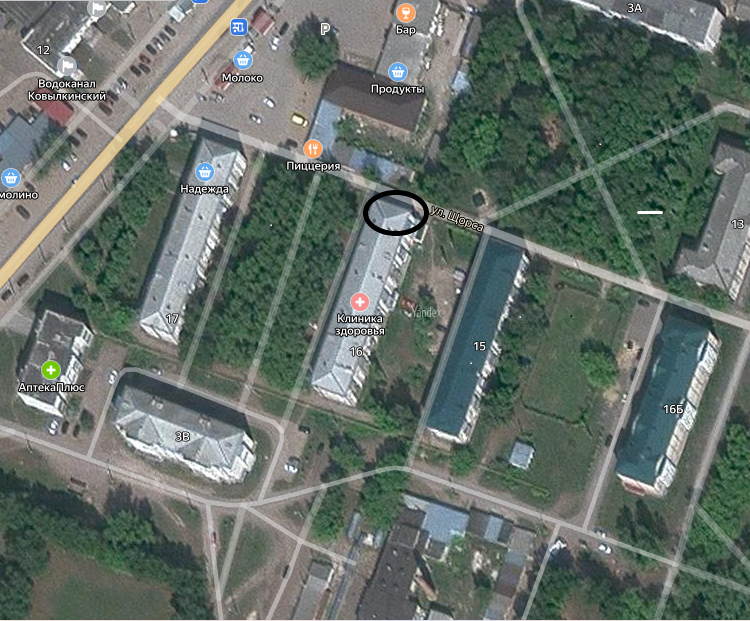 3А
Бар
P
12
Молоко
Водоканал
Ковылкинский
Продукты
Пиццерия
Надежда
молино
ул. Щорса
13
Yandex
17
Клиника
здоровья
16
15
АптекаПлюс
3В
16Б